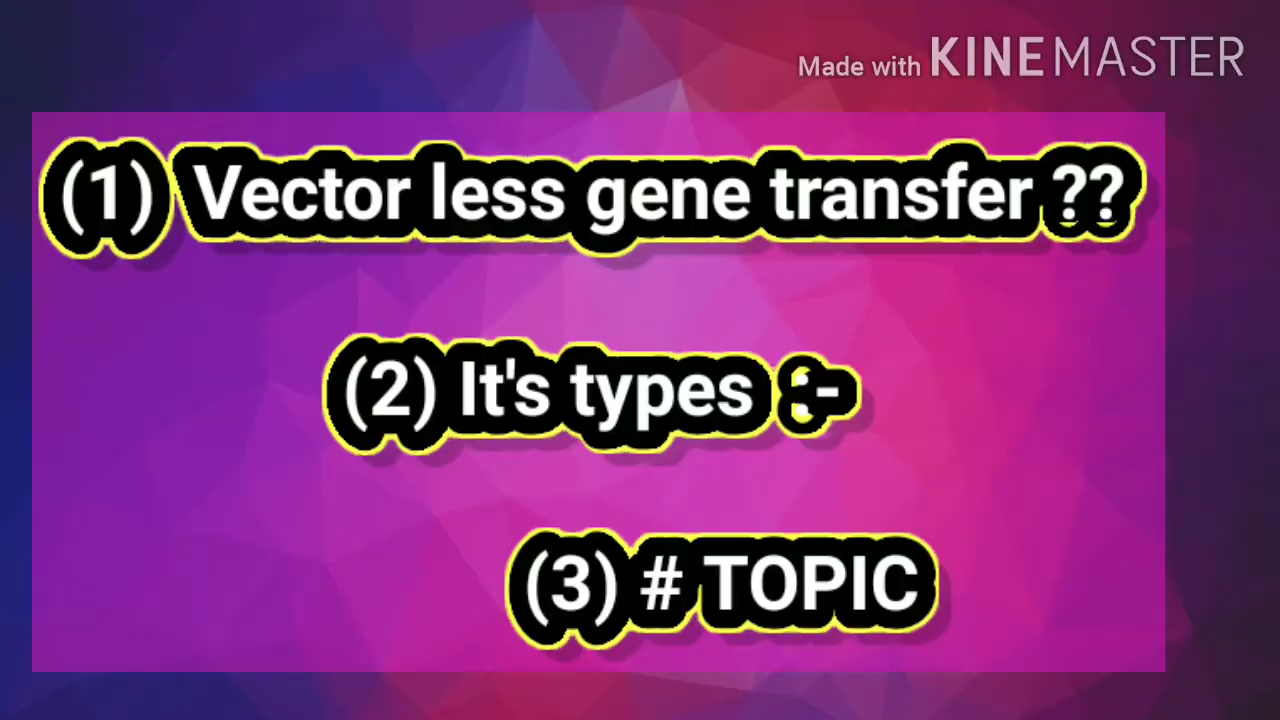 Made with KINEMASTER
(1) Vector less gene transfer ??
(2) It's types :-
(3) # TOPIC